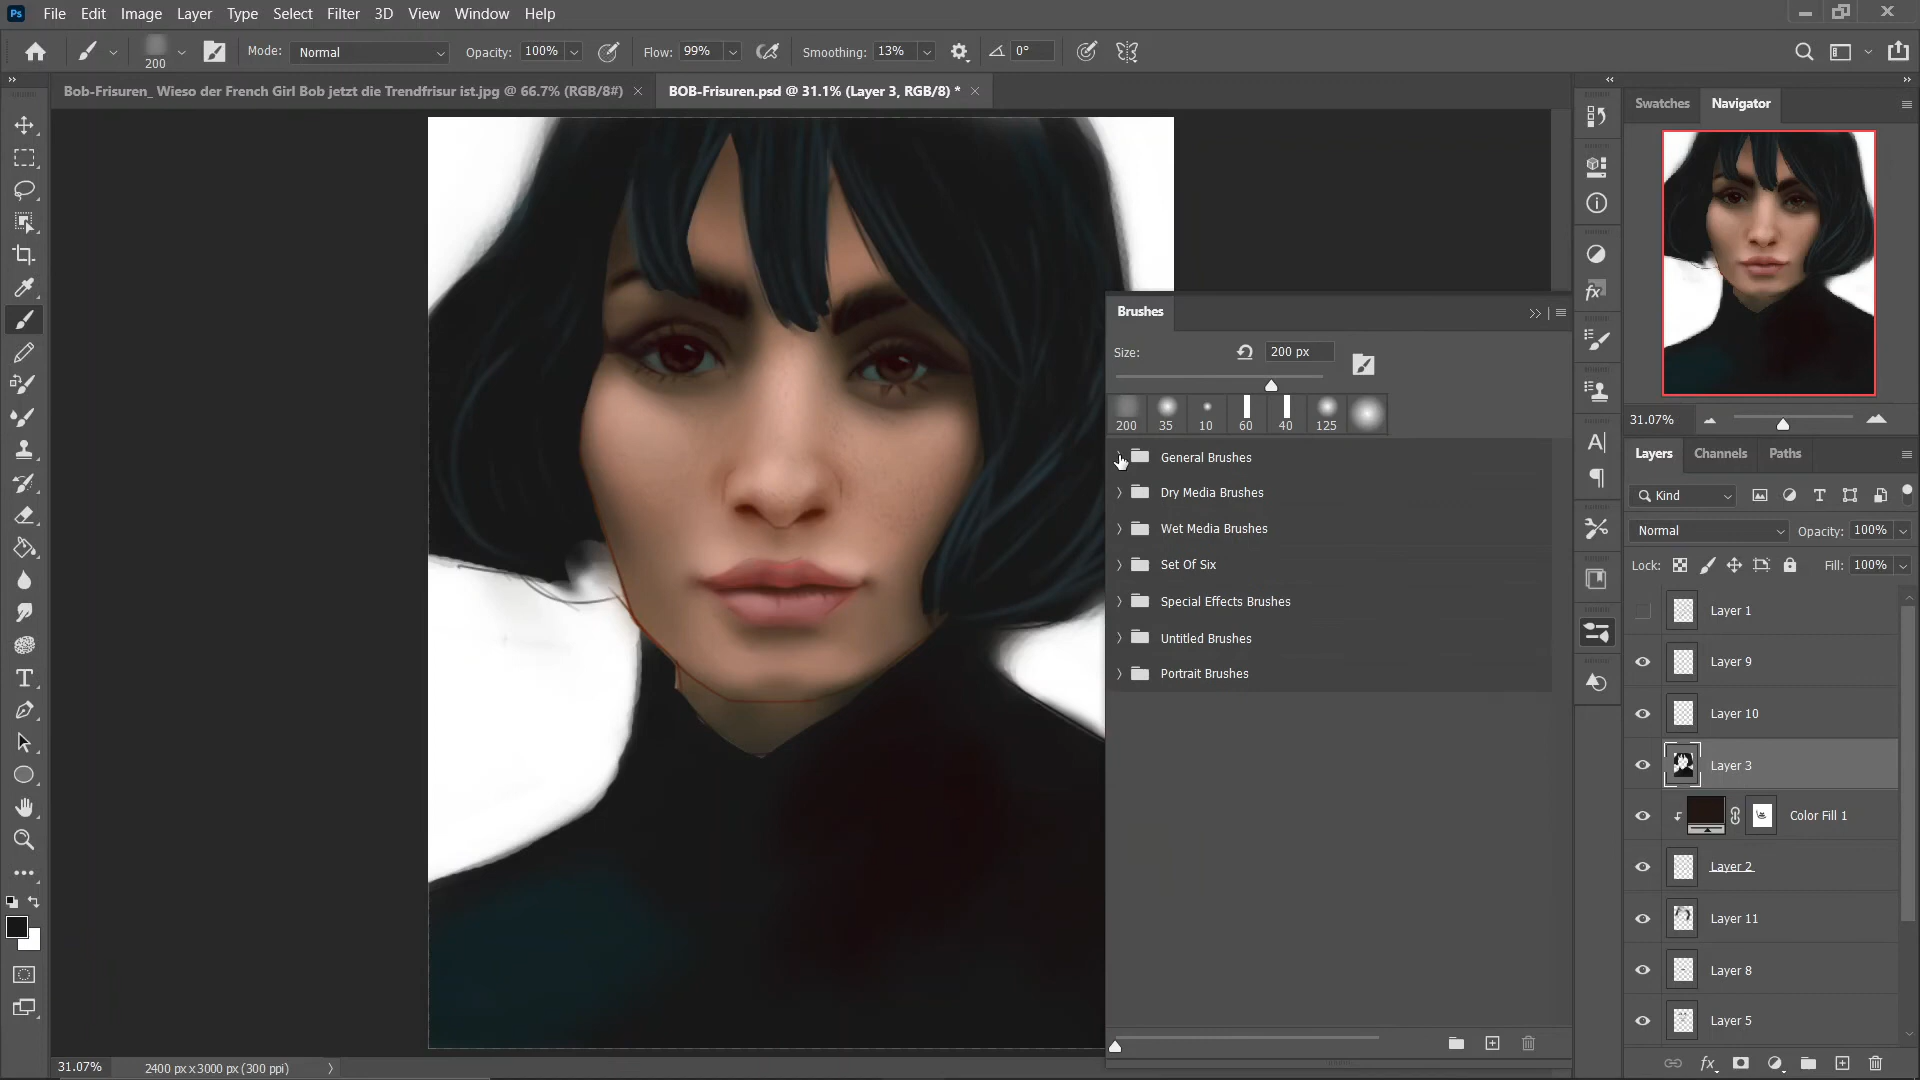 Ps File Edit Image Layer Type Select Filter 3D View Window Help
200 Mode: Normal Opacity: 100% Flow: 99% Smoothing: 13% 0°
Bob-Frisuren_ Wieso der French Girl Bob jetzt die Trendfrisur ist.jpg @ 66.7% (RGB/8#) BOB-Frisuren.psd @ 31.1% (Layer 3, RGB/8) *
Swatches Navigator
31.07%
Brushes
Size: 200 px
200 35 10 60 40 125
General Brushes
Dry Media Brushes
Wet Media Brushes
Set Of Six
Special Effects Brushes
Untitled Brushes
Portrait Brushes
Layers Channels Paths
Kind
Normal Opacity: 100%
Lock: Fill: 100%
Layer 1
Layer 9
Layer 10
Layer 3
Color Fill 1
Layer 2
Layer 11
Layer 8
Layer 5
31.07% 2400 px x 3000 px (300 ppi)